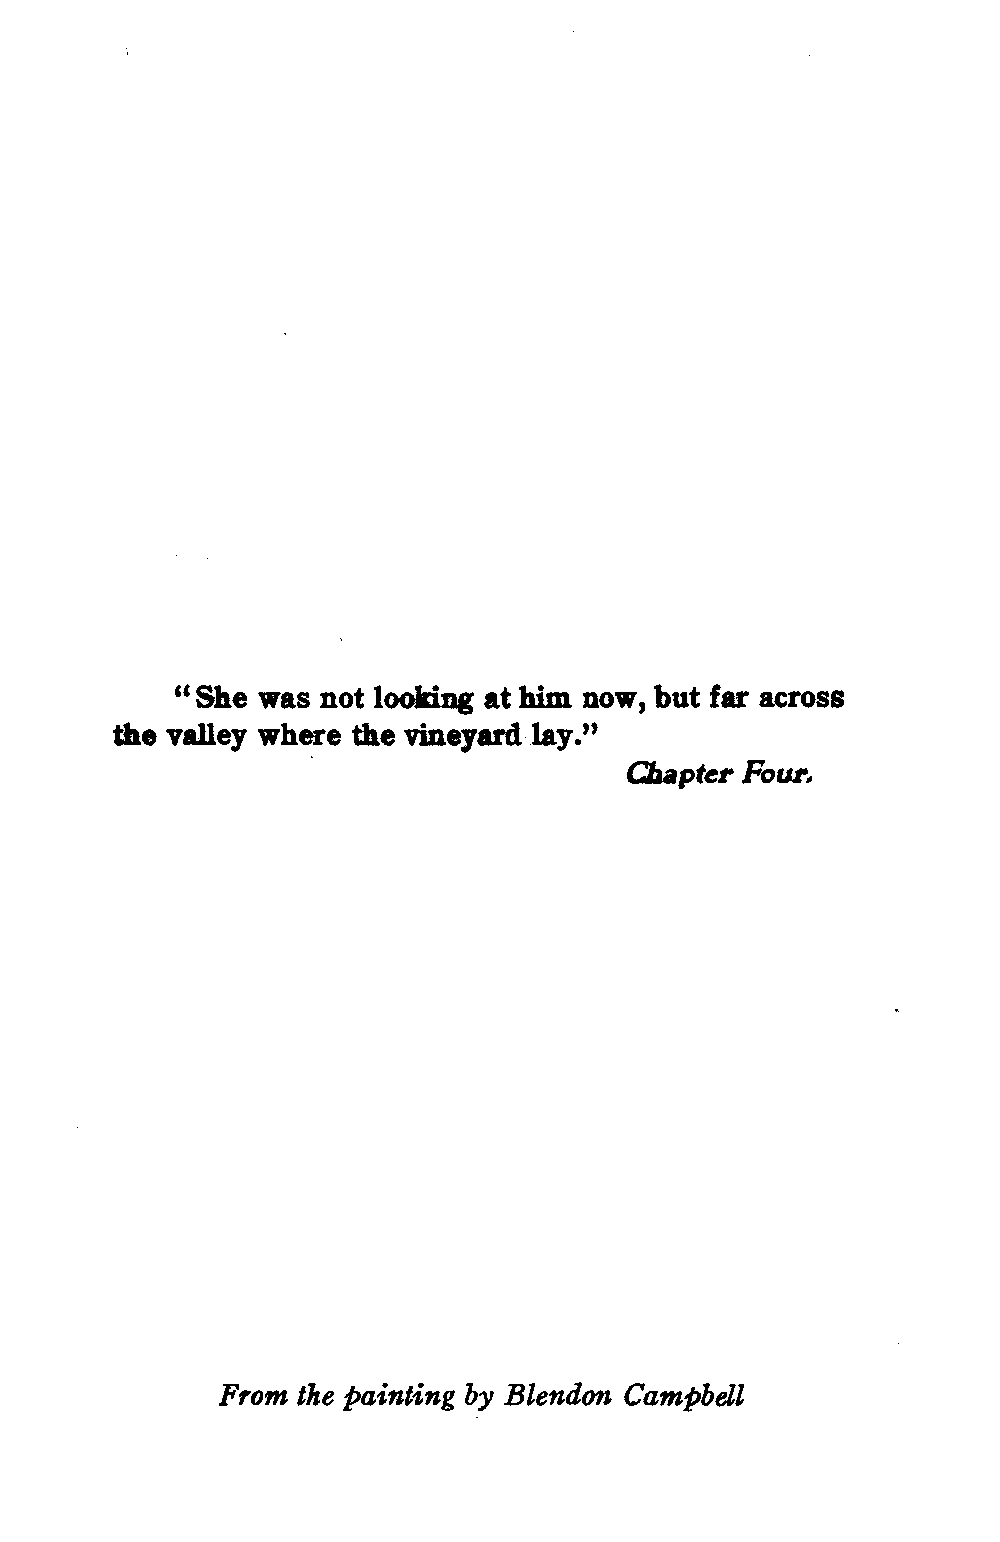 “She was not looking at him now, but far across
the valley where the vineyard lay.”
Chapter Four.
From the painting by Blendon Campbell